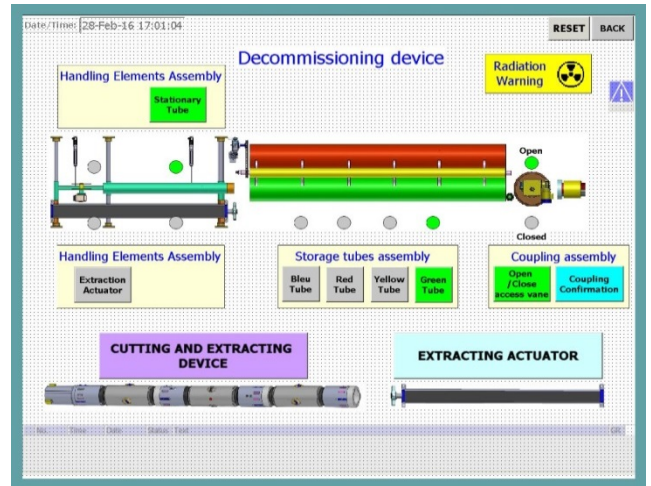 Date/Time: 28-Feb-16 17:01:04
RESET
BACK
Decommissioning device
Radiation
Warning
Handling Elements Assembly
Stationary
Tube
Open
Closed
Handling Elements Assembly
Extraction
Actuator
Storage tubes assembly
Bleu
Tube
Red
Tube
Yellow
Tube
Green
Tube
Coupling assembly
Open
/Close
access vane
Coupling
Confirmation
CUTTING AND EXTRACTING
DEVICE
EXTRACTING ACTUATOR
No. Time Date Status Text GR